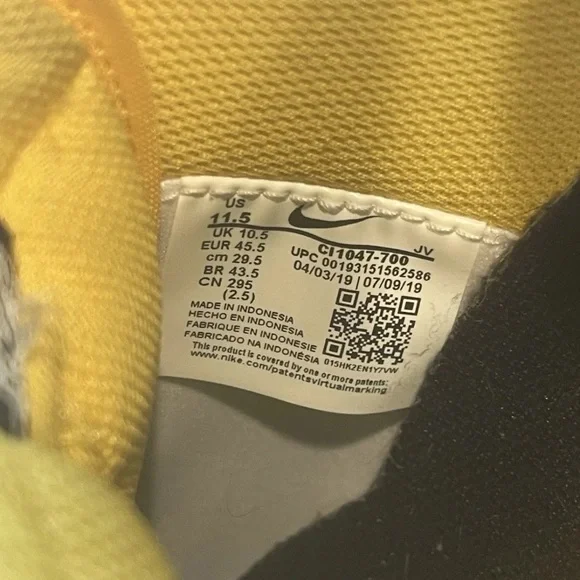 US
11.5
UK 10.5
EUR 45.5
cm 29.5
BR 43.5
CN 295
(2.5)
JV
CI1047-700
UPC 00193151562586
04/03/19 | 07/09/19
MADE IN INDONESIA
HECHO EN INDONESIA
FABRIQUE EN INDONESIE
FABRICADO NA INDONÉSIA
015HK2EN1Y7VW
This product is covered by one or more patents:
www.nike.com/patentsvirtualmarking